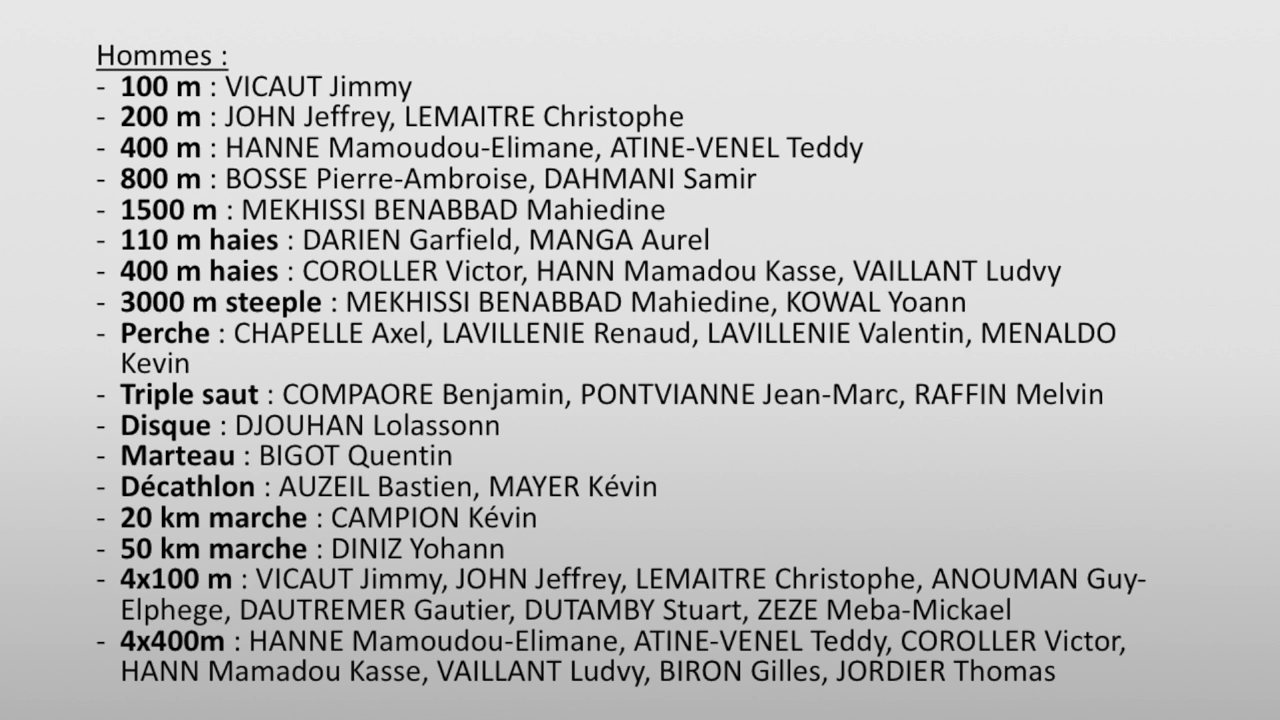 Hommes :
- 100 m : VICAUT Jimmy
- 200 m : JOHN Jeffrey, LEMAITRE Christophe
- 400 m : HANNE Mamoudou-Elimane, ATINE-VENEL Teddy
- 800 m : BOSSE Pierre-Ambroise, DAHMANI Samir
- 1500 m : MEKHISSI BENABBAD Mahiedine
- 110 m haies : DARIEN Garfield, MANGA Aurel
- 400 m haies : COROLLER Victor, HANN Mamadou Kasse, VAILLANT Ludvy
- 3000 m steeple : MEKHISSI BENABBAD Mahiedine, KOWAL Yoann
- Perche : CHAPELLE Axel, LAVILLENIE Renaud, LAVILLENIE Valentin, MENALDO
Kevin
- Triple saut : COMPAORE Benjamin, PONTVIANNE Jean-Marc, RAFFIN Melvin
- Disque : DJOUHAN Lolassonn
- Marteau : BIGOT Quentin
- Décathlon : AUZEIL Bastien, MAYER Kévin
- 20 km marche : CAMPION Kévin
- 50 km marche : DINIZ Yohann
- 4x100 m : VICAUT Jimmy, JOHN Jeffrey, LEMAITRE Christophe, ANOUMAN Guy-
Elphege, DAUTREMER Gautier, DUTAMBY Stuart, ZEZE Meba-Mickael
- 4x400m : HANNE Mamoudou-Elimane, ATINE-VENEL Teddy, COROLLER Victor,
HANN Mamadou Kasse, VAILLANT Ludvy, BIRON Gilles, JORDIER Thomas